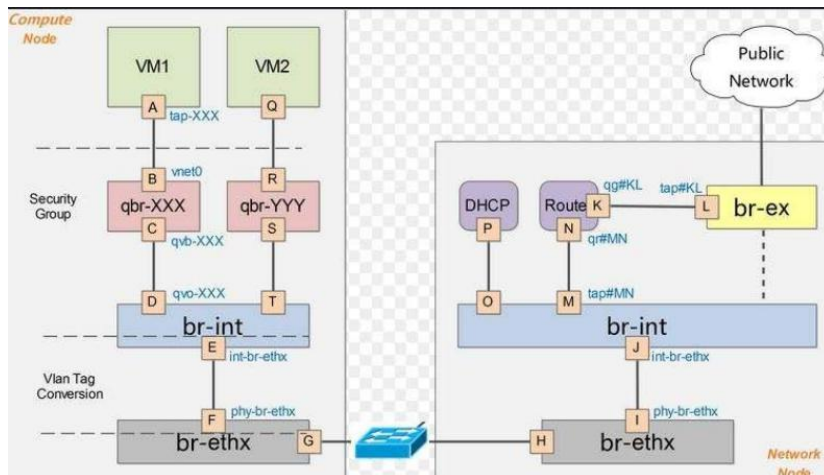 Compute
Node
VM1
VM2
Public
Network
A
Q
tap-XXX
B
vnet0
R
Security
Group
qbr-XXX
qbr-YYY
qg#KL
tap#KL
DHCP
Route
K
L
br-ex
C
qvb-XXX
S
P
N
qr#MN
D
qvo-XXX
T
O
M
tap#MN
br-int
br-int
E
int-br-ethx
J
int-br-ethx
Vlan Tag
Conversion
F
phy-br-ethx
I
phy-br-ethx
br-ethx
G
H
br-ethx
Network
Node